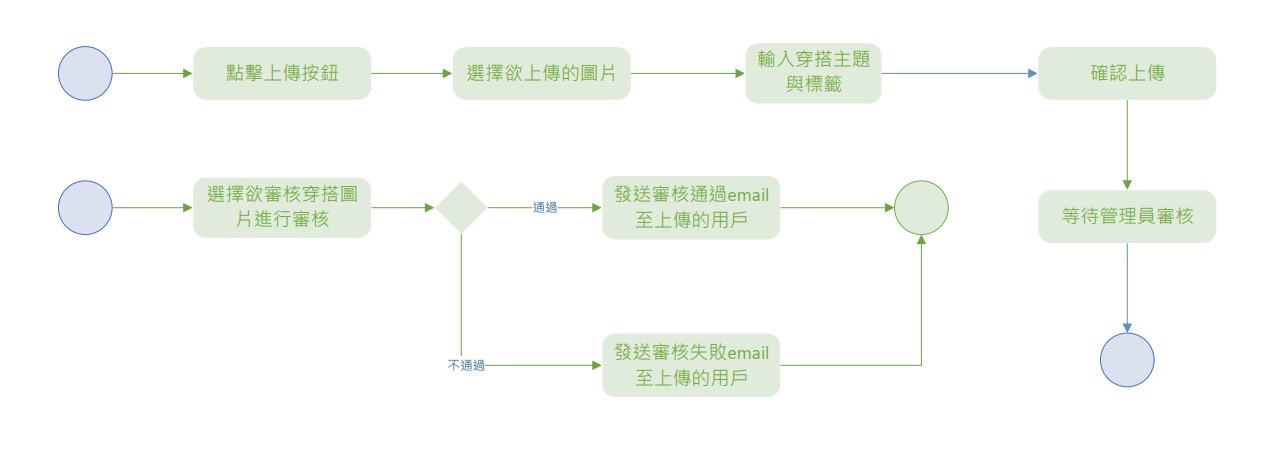 點擊上傳按鈕
選擇欲上傳的圖片
輸入穿搭主題
與標籤
確認上傳
等待管理員審核
選擇欲審核穿搭圖
片進行審核
通過
發送審核通過email
至上傳的用戶
不通過
發送審核失敗email
至上傳的用戶